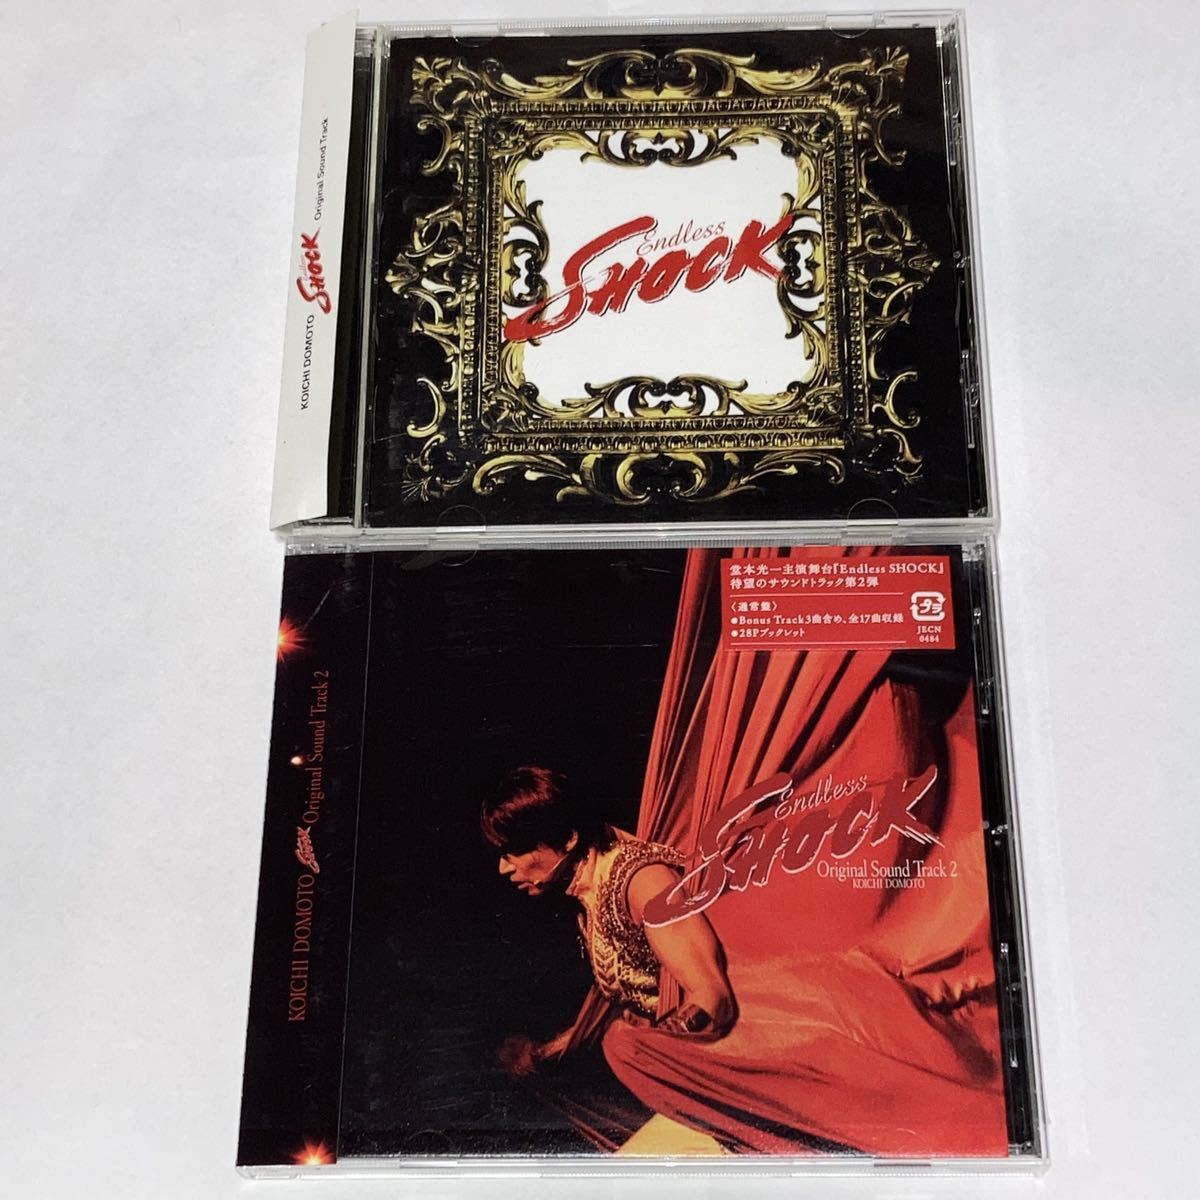 KOICHI DOMOTO Endless SHOCK Original Sound Track
Endless
SHOCK
堂本光一主演舞台『Endless SHOCK』
待望のサウンドトラック第2弾
〈通常盤〉
●Bonus Track3曲含め、全17曲収録
●28Pブックレット
プラ
JECN
0484
KOICHI DOMOTO SHOCK Original Sound Track 2
Endless
SHOCK
Original Sound Track 2
KOICHI DOMOTO